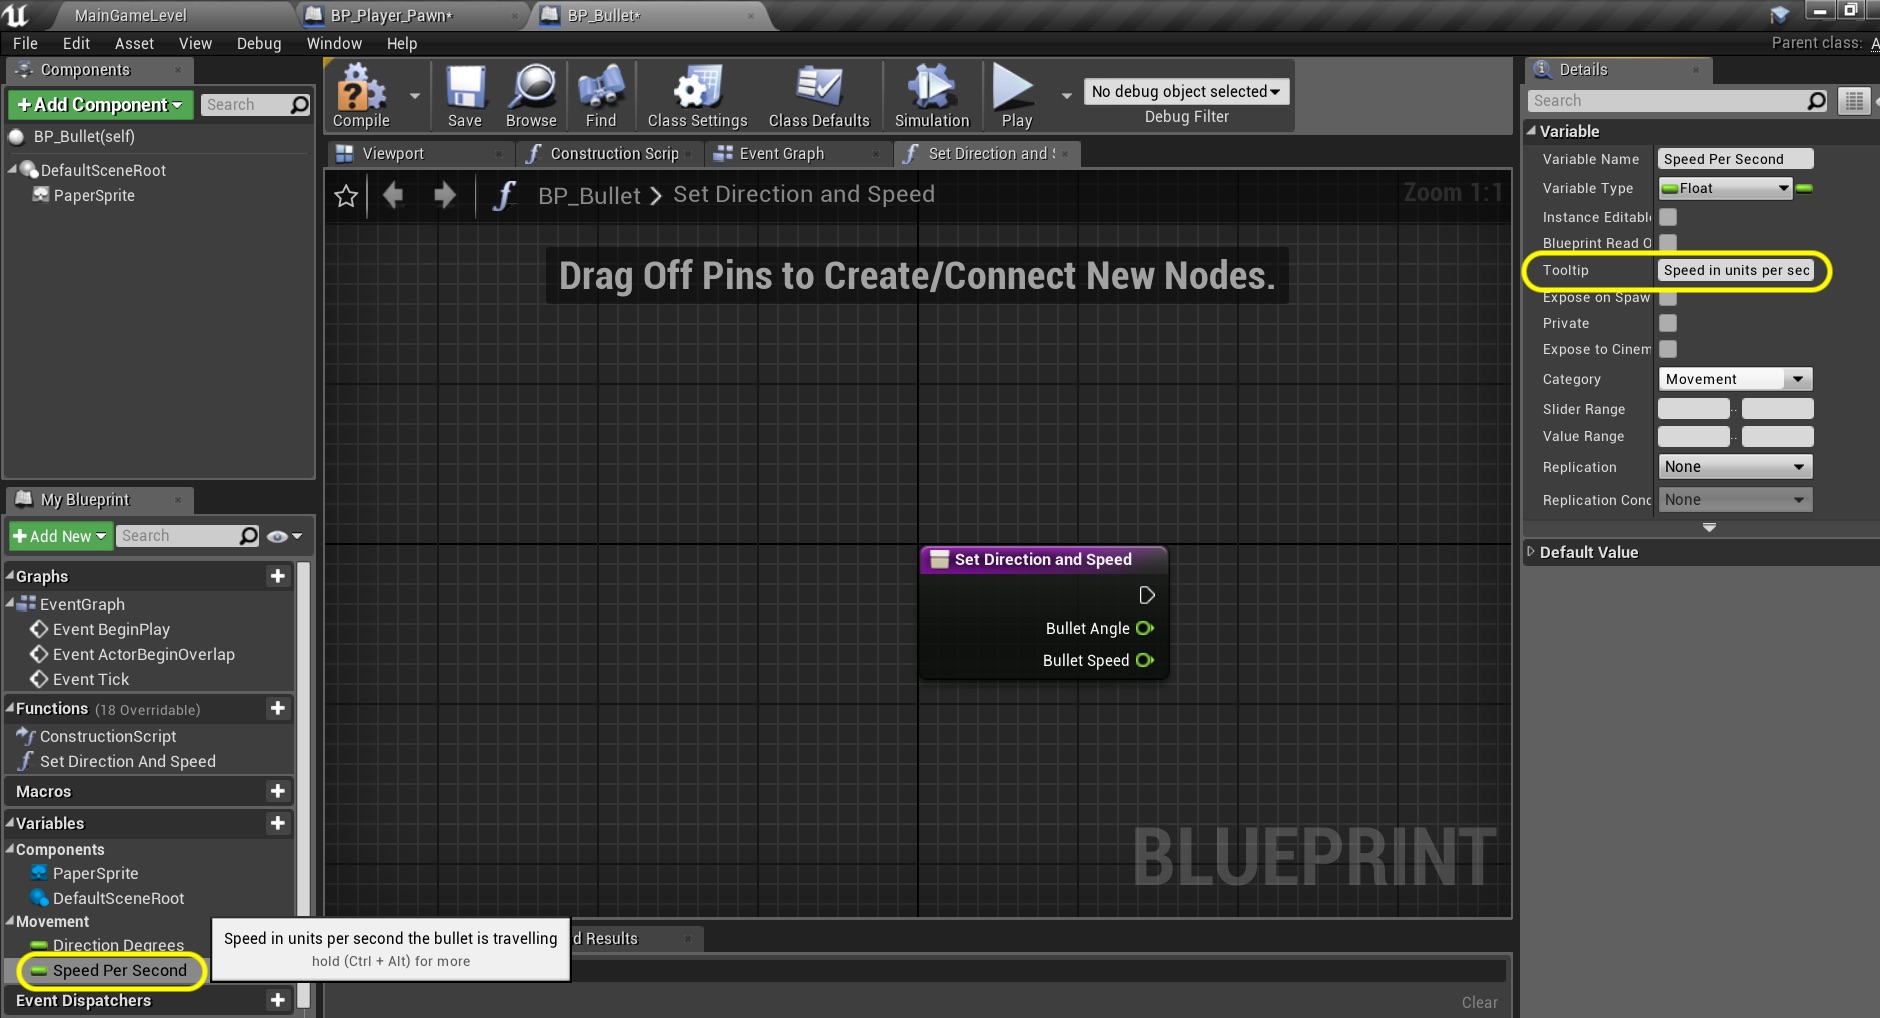 MainGameLevel
BP_Player_Pawn*
BP_Bullet*
File Edit Asset View Debug Window Help
Parent class: A
Components
+Add Component
Search
BP_Bullet(self)
DefaultSceneRoot
PaperSprite
Compile
Save
Browse
Find
Class Settings
Class Defaults
Simulation
Play
No debug object selected
Debug Filter
Viewport
Construction Scrip
Event Graph
Set Direction and S
BP_Bullet > Set Direction and Speed
Zoom 1:1
Drag Off Pins to Create/Connect New Nodes.
Set Direction and Speed
Bullet Angle
Bullet Speed
BLUEPRINT
My Blueprint
+Add New
Search
Graphs
EventGraph
Event BeginPlay
Event ActorBeginOverlap
Event Tick
Functions (18 Overridable)
ConstructionScript
Set Direction And Speed
Macros
Variables
Components
PaperSprite
DefaultSceneRoot
Movement
Direction Degrees
Speed Per Second
Event Dispatchers
Speed in units per second the bullet is travelling
hold (Ctrl + Alt) for more
d Results
Clear
Details
Search
Variable
Variable Name Speed Per Second
Variable Type Float
Instance Editabl
Blueprint Read O
Tooltip Speed in units per sec
Expose on Spaw
Private
Expose to Cinem
Category Movement
Slider Range
Value Range
Replication None
Replication Conc None
Default Value